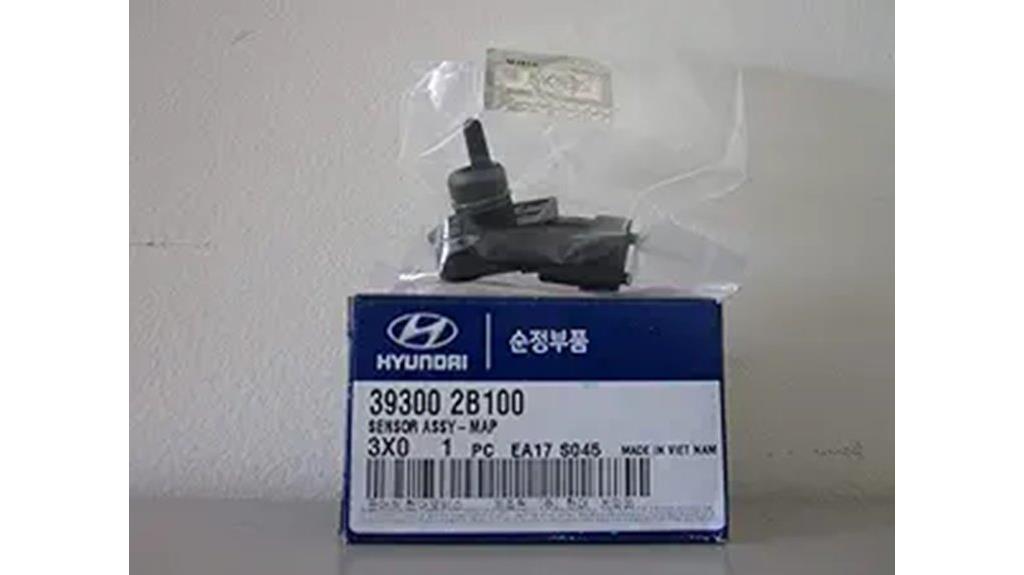 HYUNDAI
순정부품
39300 2B100
SENSOR ASSY-MAP
3X0 1 PC EA17 S045 MADE IN VIET NAM